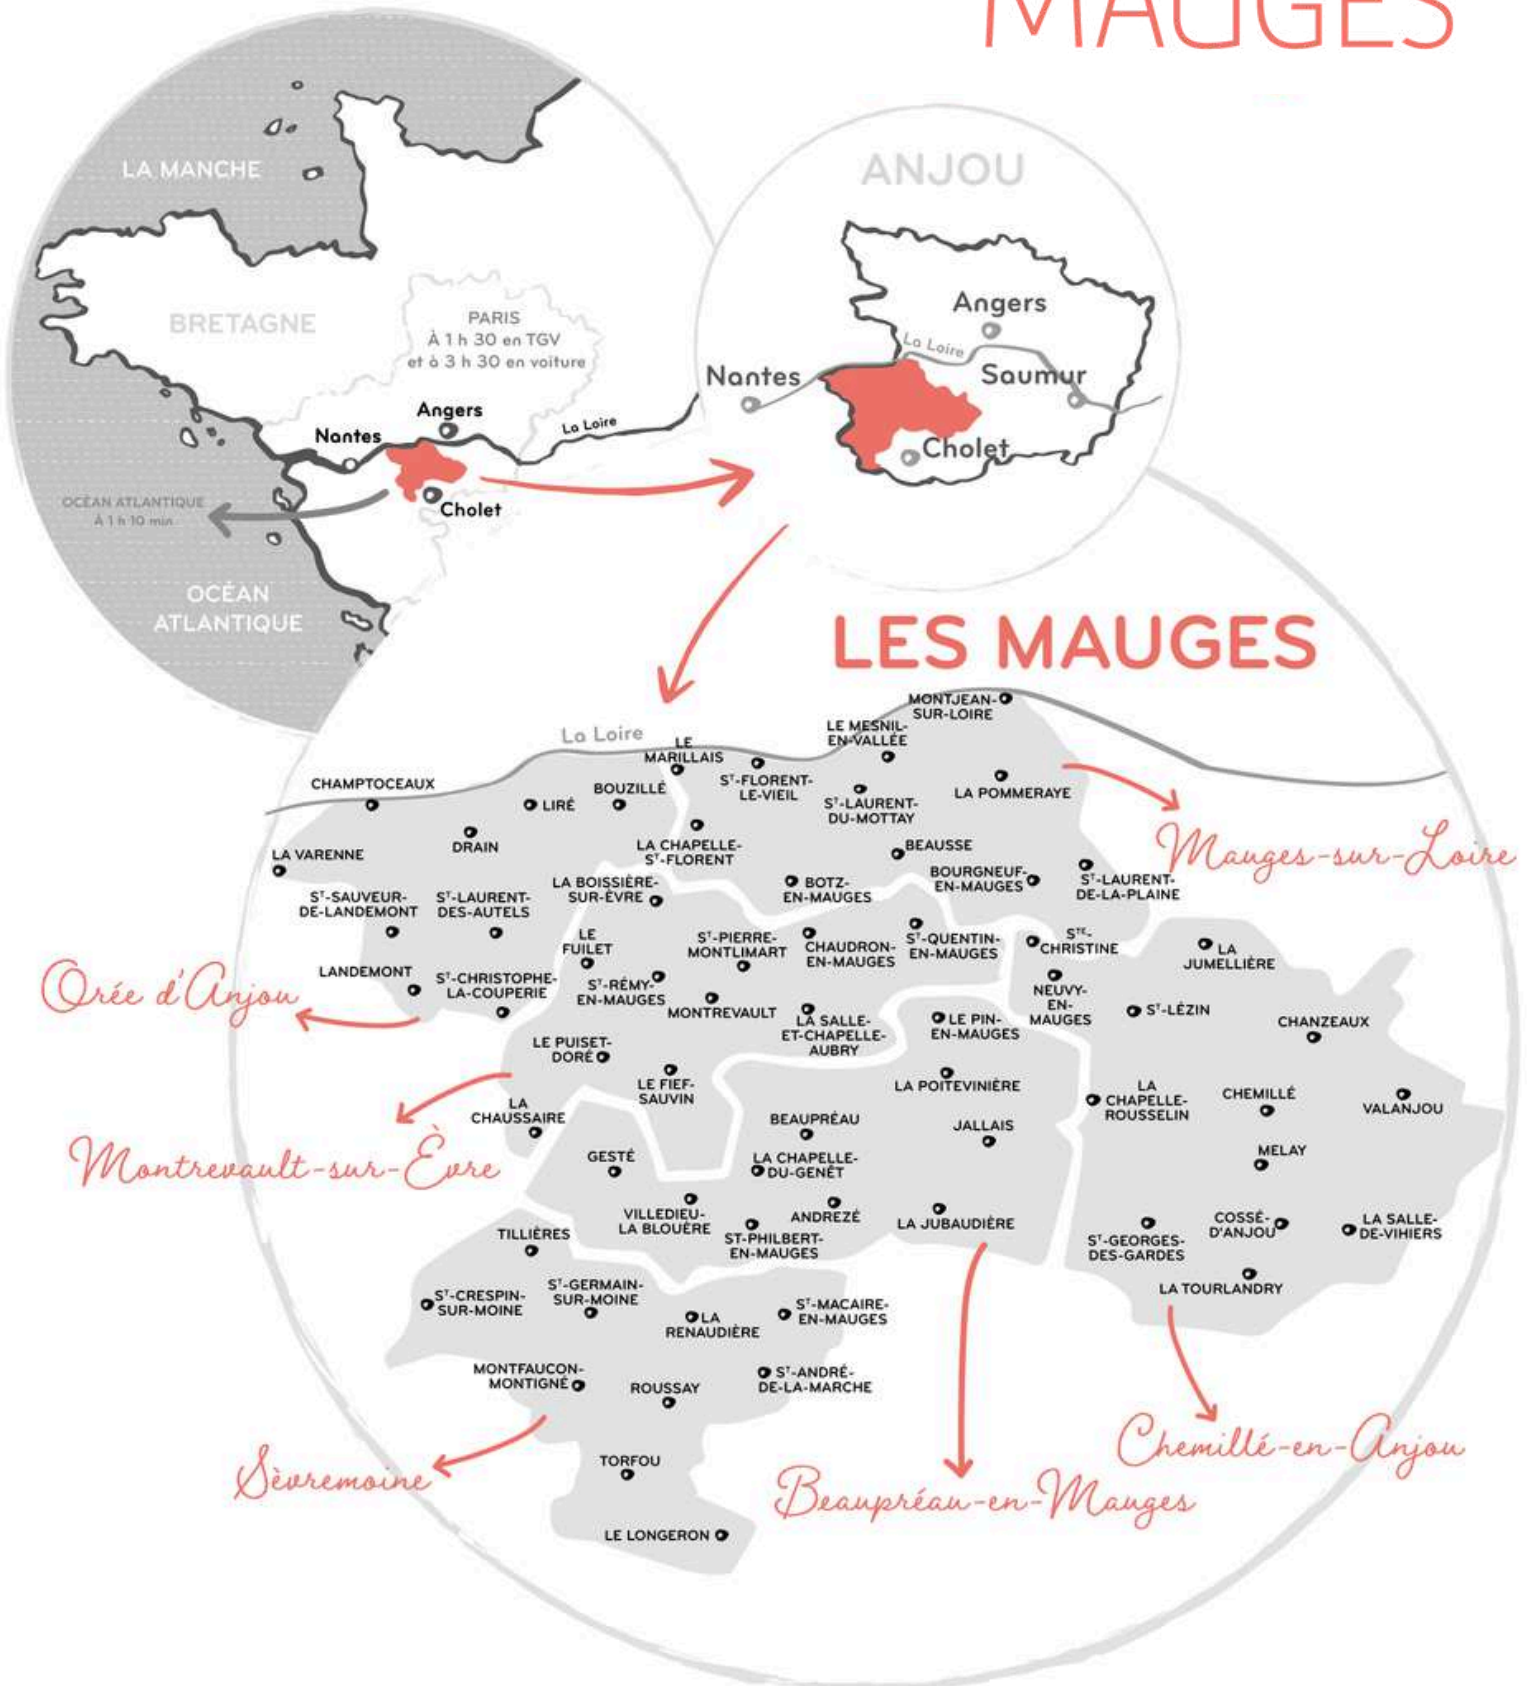 MAUGES
LA MANCHE
BRETAGNE
PARIS
À 1 h 30 en TGV
et à 3 h 30 en voiture
Angers
Nantes
La Loire
Cholet
OCÉAN ATLANTIQUE
À 1 h 10 min
OCÉAN
ATLANTIQUE
ANJOU
Angers
La Loire
Nantes
Saumur
Cholet
LES MAUGES
La Loire
MONTJEAN-
SUR-LOIRE
LE MESNIL-
EN-VALLÉE
LE
MARILLAIS
ST-FLORENT-
LE-VIEIL
CHAMPTOCEAUX
LIRÉ
BOUZILLÉ
ST-LAURENT-
DU-MOTTAY
LA POMMERAYE
Mauges-sur-Loire
LA VARENNE
DRAIN
LA CHAPELLE-
ST-FLORENT
BEAUSSE
BOURGNEUF-
EN-MAUGES
ST-LAURENT-
DE-LA-PLAINE
ST-SAUVEUR-
DE-LANDEMONT
ST-LAURENT-
DES-AUTELS
LA BOISSIÈRE-
SUR-ÈVRE
BOTZ-
EN-MAUGES
LE
FUILET
ST-PIERRE-
MONTLIMART
CHAUDRON-
EN-MAUGES
ST-QUENTIN-
EN-MAUGES
STE-
CHRISTINE
LA
JUMELLIÈRE
LANDEMONT
ST-CHRISTOPHE-
LA-COUPERIE
ST-RÉMY-
EN-MAUGES
MONTREVAULT
LA SALLE-
ET-CHAPELLE-
AUBRY
LE PIN-
EN-MAUGES
NEUVY-
EN-
MAUGES
ST-LÉZIN
CHANZEAUX
Orée d'Anjou
LE PUISET-
DORÉ
LE FIEF-
SAUVIN
LA POITEVINIÈRE
LA
CHAPELLE-
ROUSSELIN
CHEMILLÉ
VALANJOU
LA
CHAUSSAIRE
BEAUPRÉAU
JALLAIS
Montrevault-sur-Èvre
GESTÉ
LA CHAPELLE-
DU-GENÊT
MELAY
VILLEDIEU-
LA BLOUÈRE
ANDREZÉ
LA JUBAUDIÈRE
ST-PHILBERT-
EN-MAUGES
ST-GEORGES-
DES-GARDES
COSSÉ-
D'ANJOU
LA SALLE-
DE-VIHIERS
TILLIÈRES
LA TOURLANDRY
ST-CRESPIN-
SUR-MOINE
ST-GERMAIN-
SUR-MOINE
LA
RENAUDIÈRE
ST-MACAIRE-
EN-MAUGES
MONTFAUCON-
MONTIGNÉ
ROUSSAY
ST-ANDRÉ-
DE-LA-MARCHE
Sèvremoine
TORFOU
LE LONGERON
Beaupréau-en-Mauges
Chemillé-en-Anjou